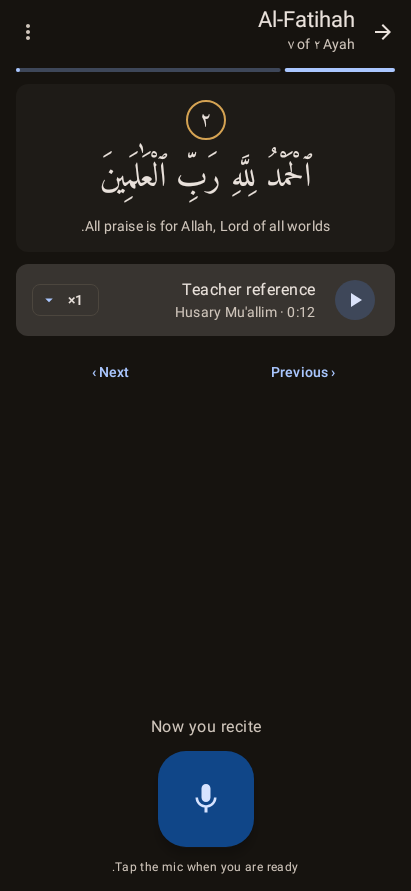 Al-Fatihah
Ayah ٢ of ٧
٢
ٱلْحَمْدُ لِلَّهِ رَبِّ ٱلْعَٰلَمِينَ
All praise is for Allah, Lord of all worlds.
Teacher reference
Husary Mu'allim · 0:12
×1
Previous ›
‹ Next
Now you recite
Tap the mic when you are ready.